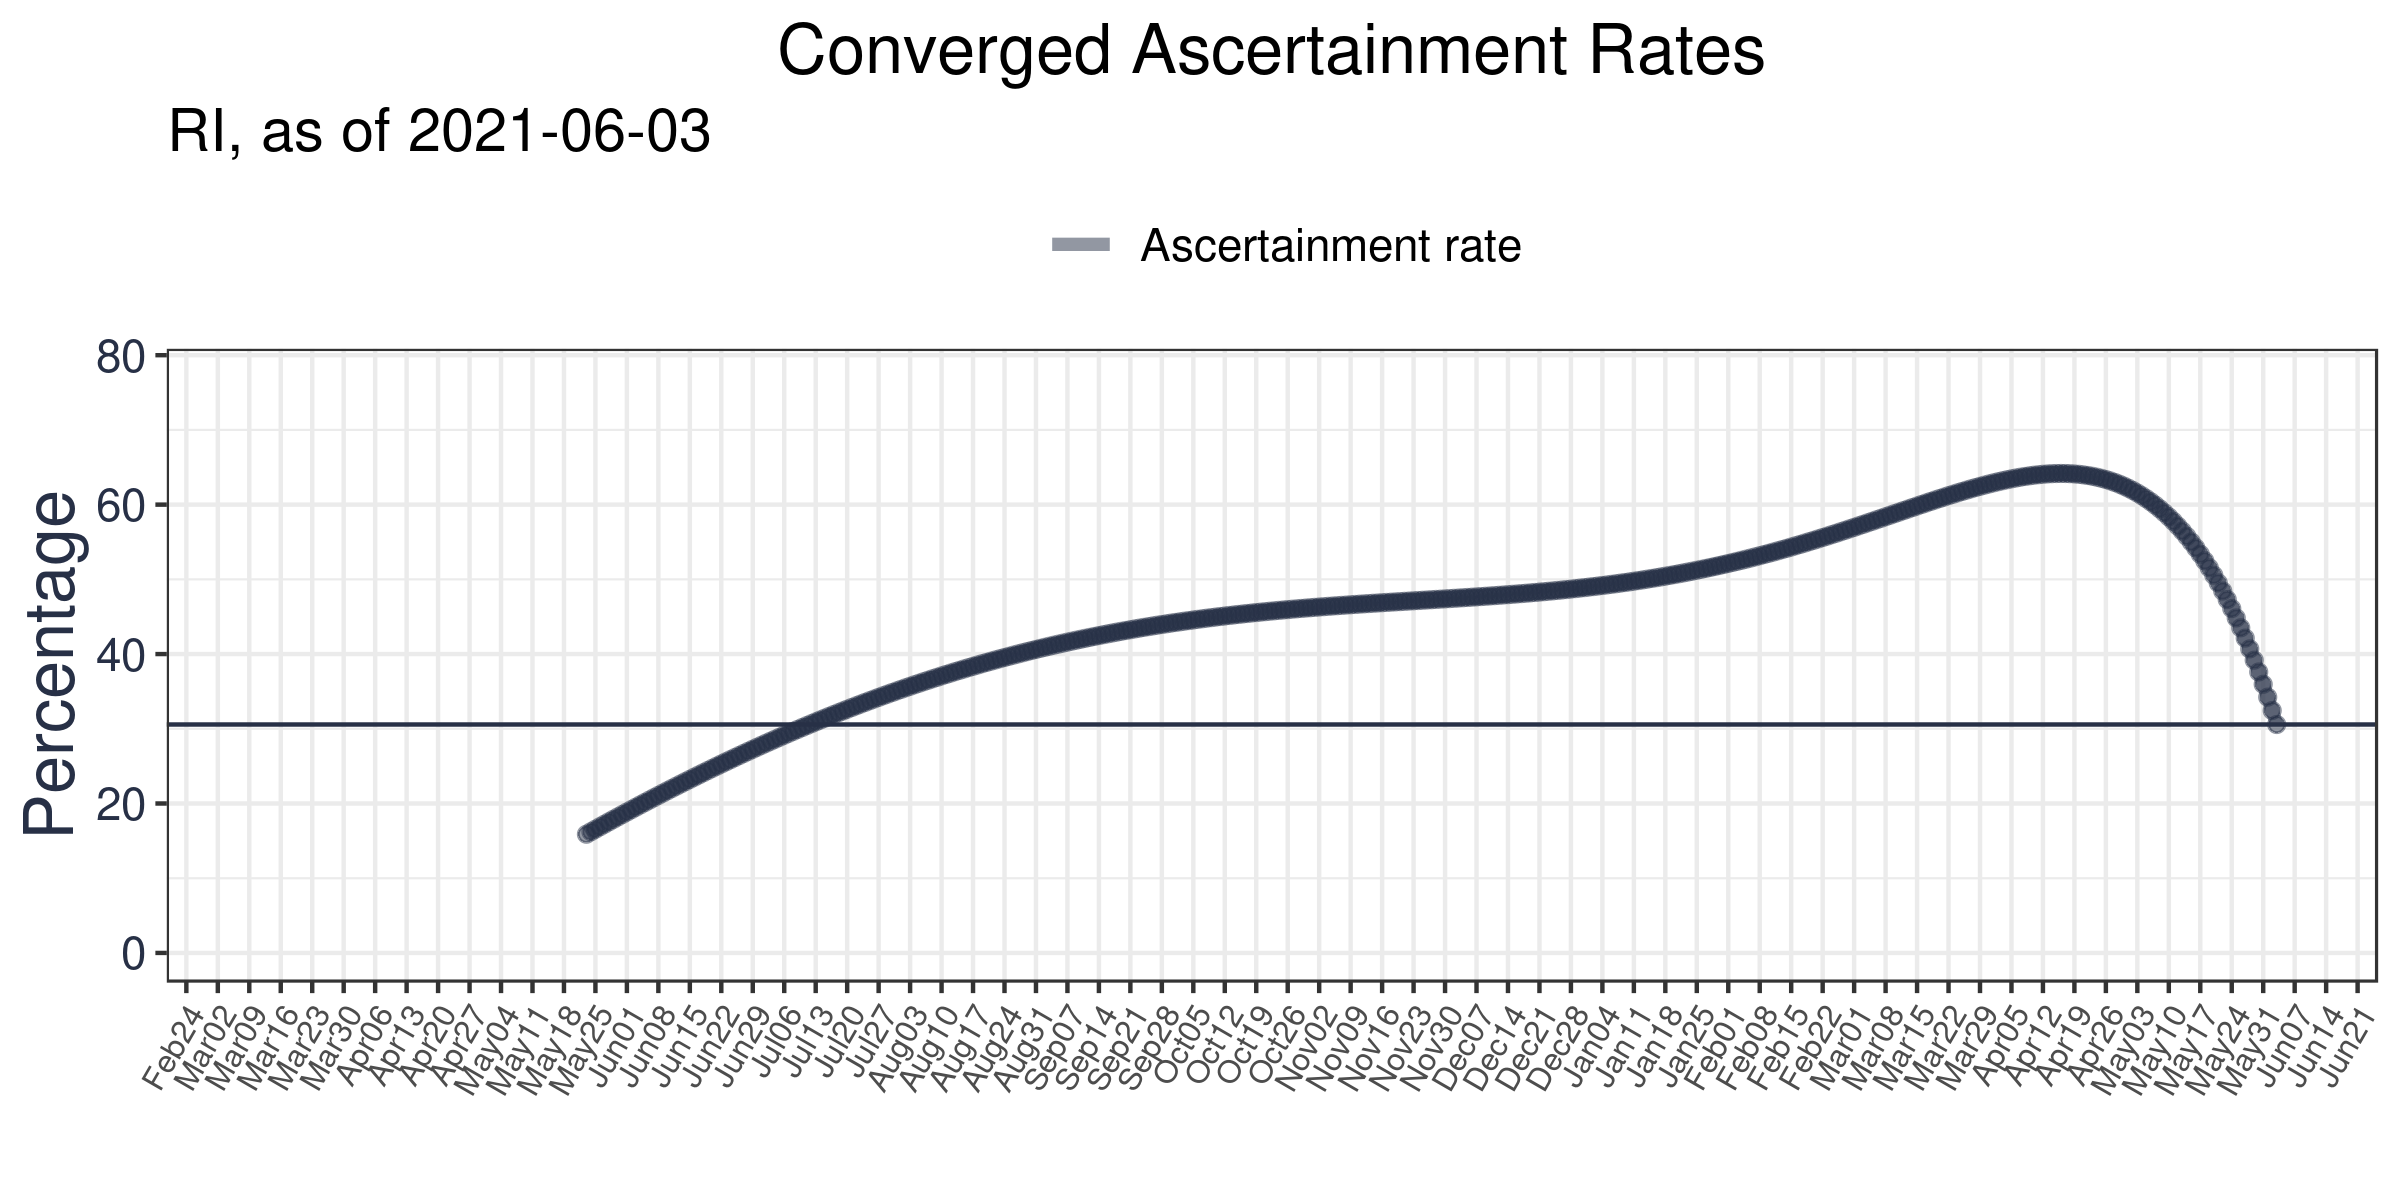 Converged Ascertainment Rates
RI, as of 2021-06-03
Ascertainment rate
Percentage
80
60
40
20
0
Feb24
Mar02
Mar09
Mar16
Mar23
Mar30
Apr06
Apr13
Apr20
Apr27
May04
May11
May18
May25
Jun01
Jun08
Jun15
Jun22
Jun29
Jul06
Jul13
Jul20
Jul27
Aug03
Aug10
Aug17
Aug24
Aug31
Sep07
Sep14
Sep21
Sep28
Oct05
Oct12
Oct19
Oct26
Nov02
Nov09
Nov16
Nov23
Nov30
Dec07
Dec14
Dec21
Dec28
Jan04
Jan11
Jan18
Jan25
Feb01
Feb08
Feb15
Feb22
Mar01
Mar08
Mar15
Mar22
Mar29
Apr05
Apr12
Apr19
Apr26
May03
May10
May17
May24
May31
Jun07
Jun14
Jun21